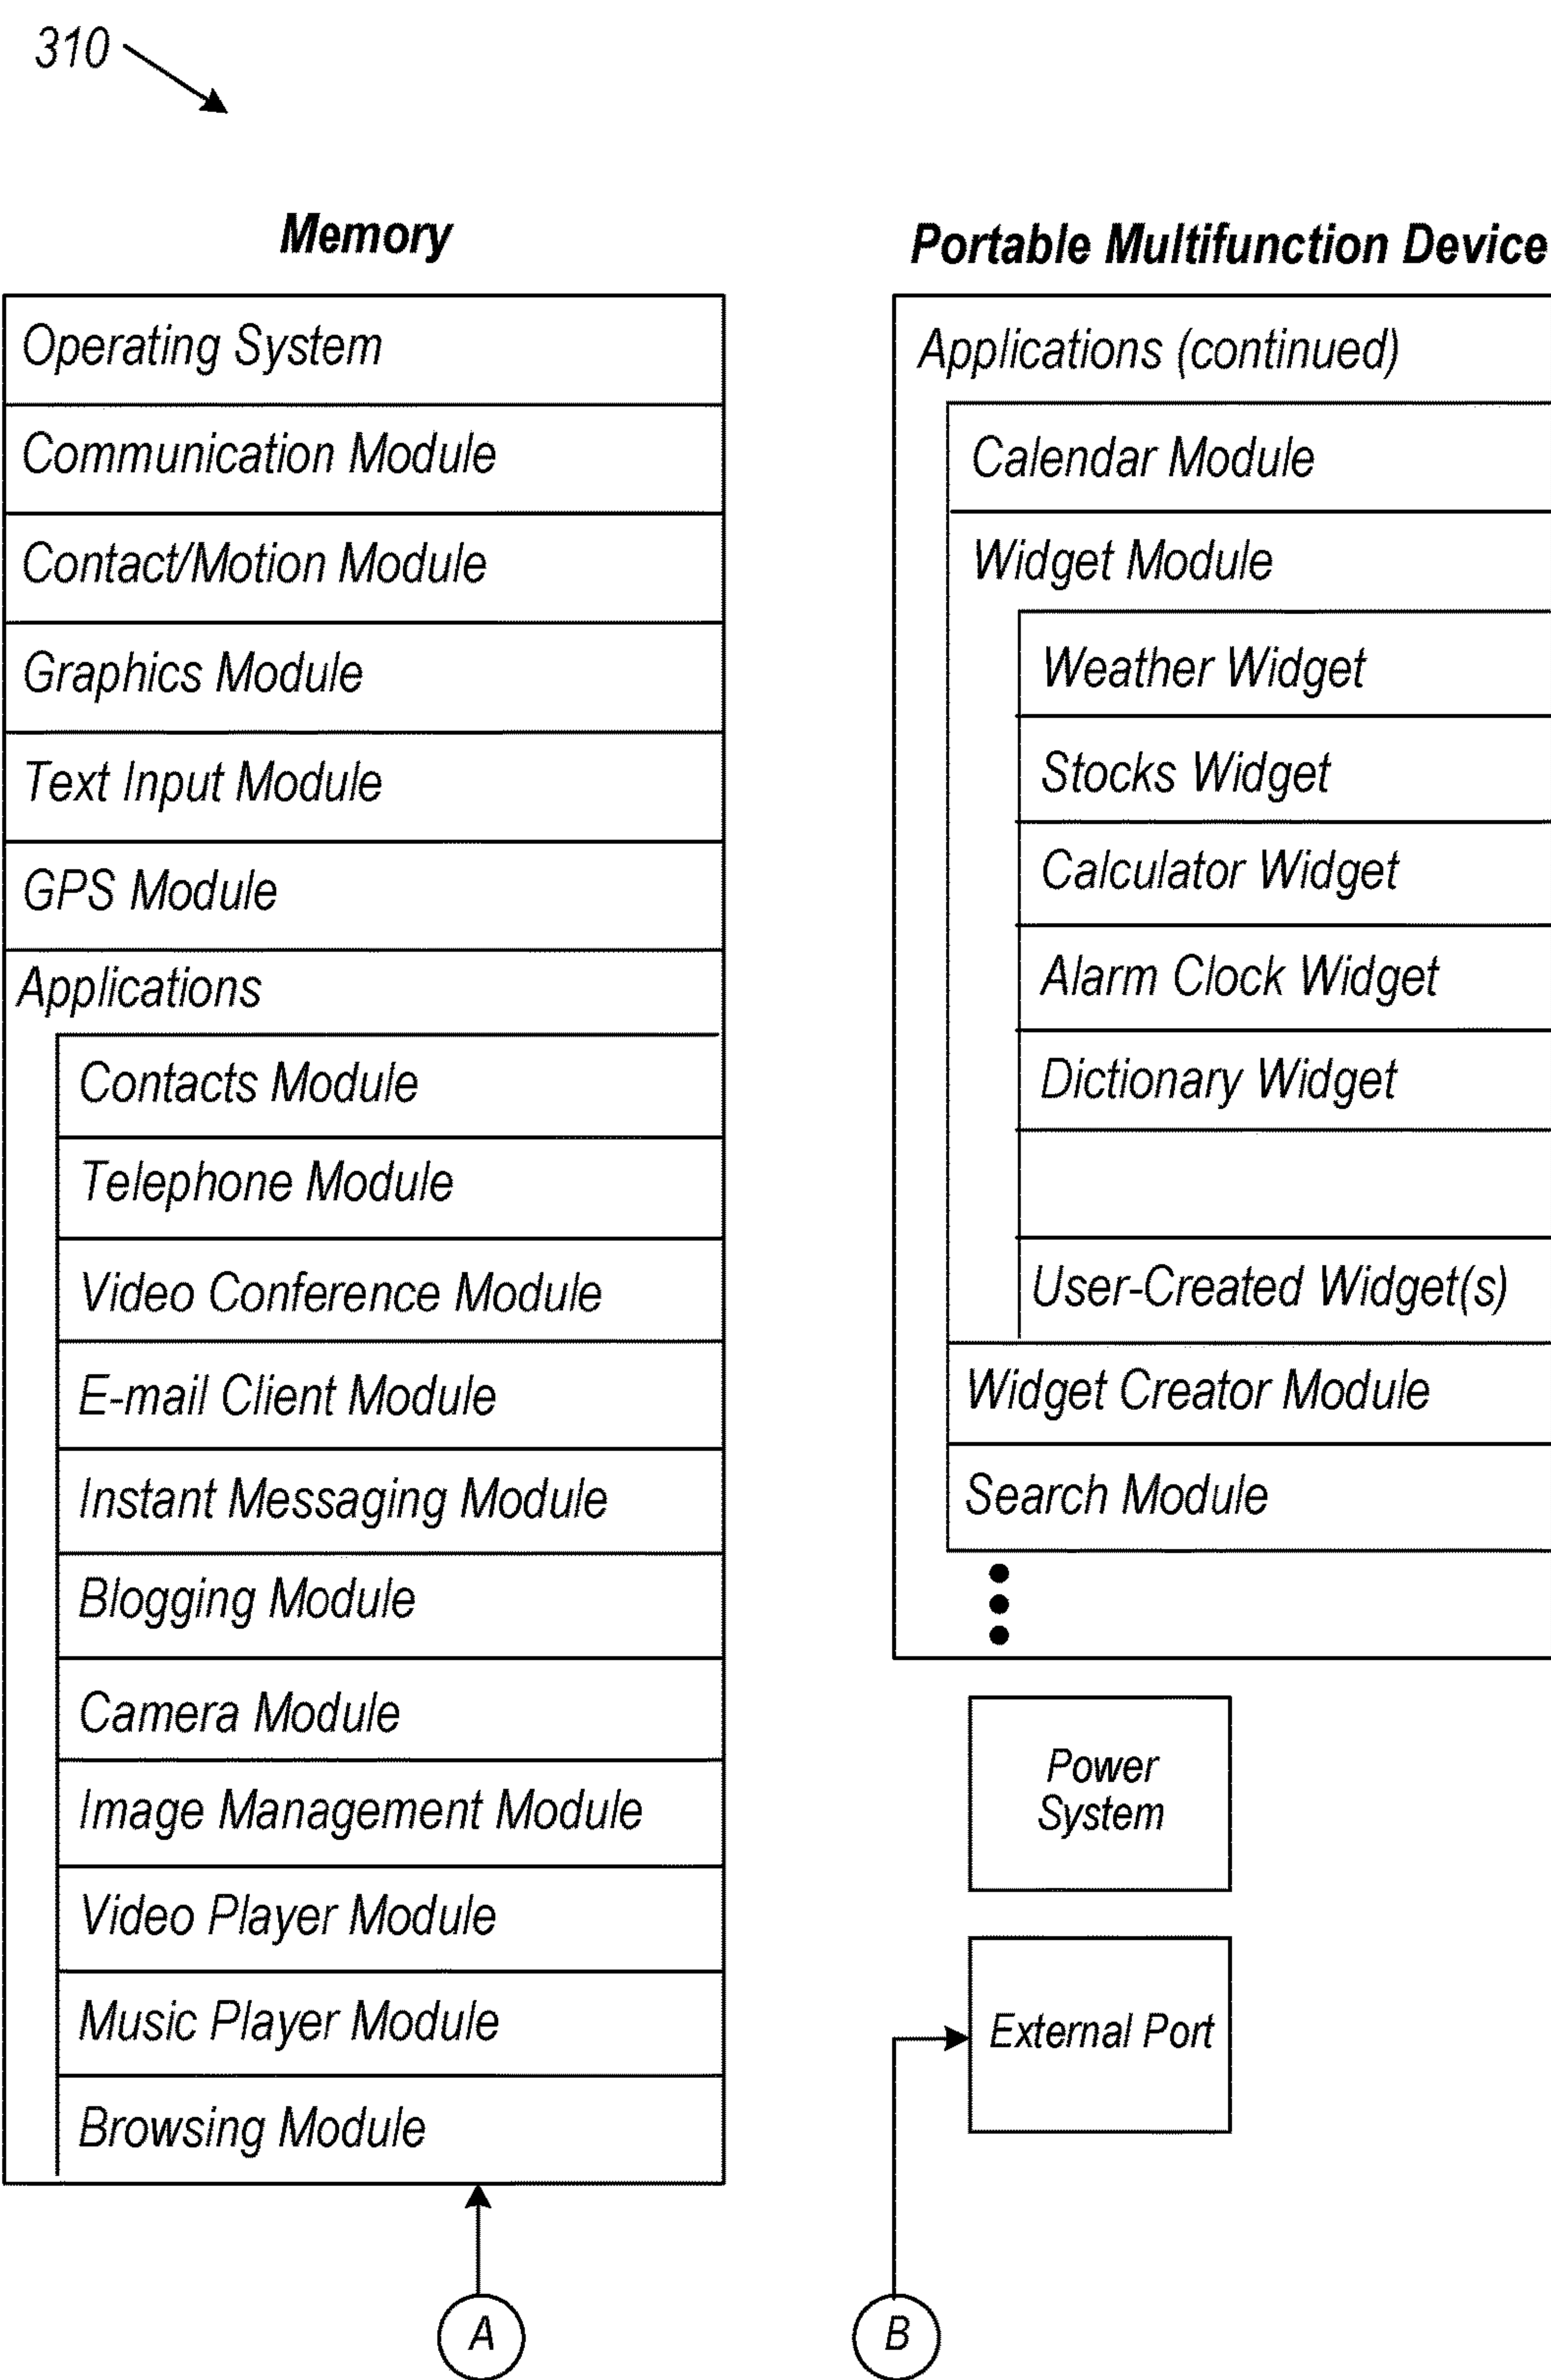 310
Memory
Operating System
Communication Module
Contact/Motion Module
Graphics Module
Text Input Module
GPS Module
Applications
Contacts Module
Telephone Module
Video Conference Module
E-mail Client Module
Instant Messaging Module
Blogging Module
Camera Module
Image Management Module
Video Player Module
Music Player Module
Browsing Module
A
Portable Multifunction Device
Applications (continued)
Calendar Module
Widget Module
Weather Widget
Stocks Widget
Calculator Widget
Alarm Clock Widget
Dictionary Widget
User-Created Widget(s)
Widget Creator Module
Search Module
Power
System
External Port
B